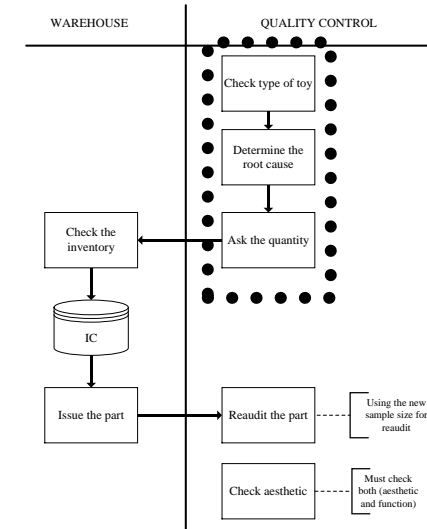 WAREHOUSE
QUALITY CONTROL
Check type of toy
Determine the
root cause
Check the
inventory
Ask the quantity
IC
Issue the part
Reaudit the part
Using the new
sample size for
reaudit
Check aesthetic
Must check
both (aesthetic
and function)